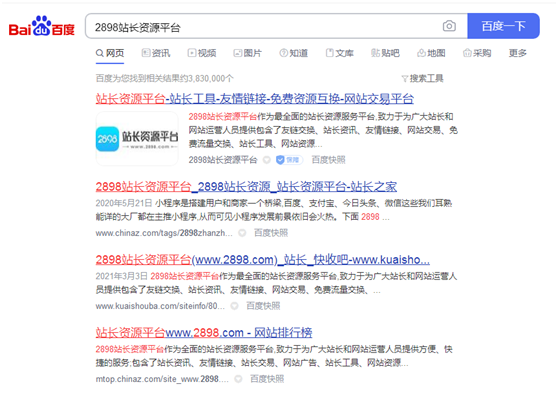 Bai du 百度
2898站长资源平台
百度一下
网页 资讯 视频 图片 知道 文库 贴吧 地图 采购 更多
百度为您找到相关结果约3,830,000个
搜索工具
站长资源平台-站长工具-友情链接-免费资源互换-网站交易平台
2898 站长资源平台
www.2898.com
2898站长资源平台作为最全面的站长资源服务平台,致力于为广大站长和
网站运营人员提供包含了友链交换、站长资讯、友情链接、网站交易、免
费流量交换、站长工具、网站资源...
2898站长资源平台 保障 百度快照
2898站长资源平台_2898站长资源_站长资源平台-站长之家
2020年5月21日 小程序是搭建用户和商家一个桥梁,百度、支付宝、今日头条、微信这些我们耳熟
能详的大厂都在主推小程序,从而可见小程序发展前景依旧会火热。下面 2898 ...
www.chinaz.com/tags/2898zhanzh... 百度快照
2898站长资源平台(www.2898.com)_站长_快收吧-www.kuaisho...
2021年3月3日 2898站长资源平台作为最全面的站长资源服务平台,致力于为广大站长和网站运营人
员提供包含了友链交换、站长资讯、友情链接、网站交易、免费流量交换、...
www.kuaishouba.com/siteinfo/80... 百度快照
站长资源平台www.2898.com - 网站排行榜
2898站长资源平台作为全面的站长资源服务平台,致力于为广大站长和网站运营人员提供方便、快
捷的服务;包含了站长资讯、友情链接、站长交易、网站广告、站长工具、网站资源...
mtop.chinaz.com/site_www.2898.... 百度快照